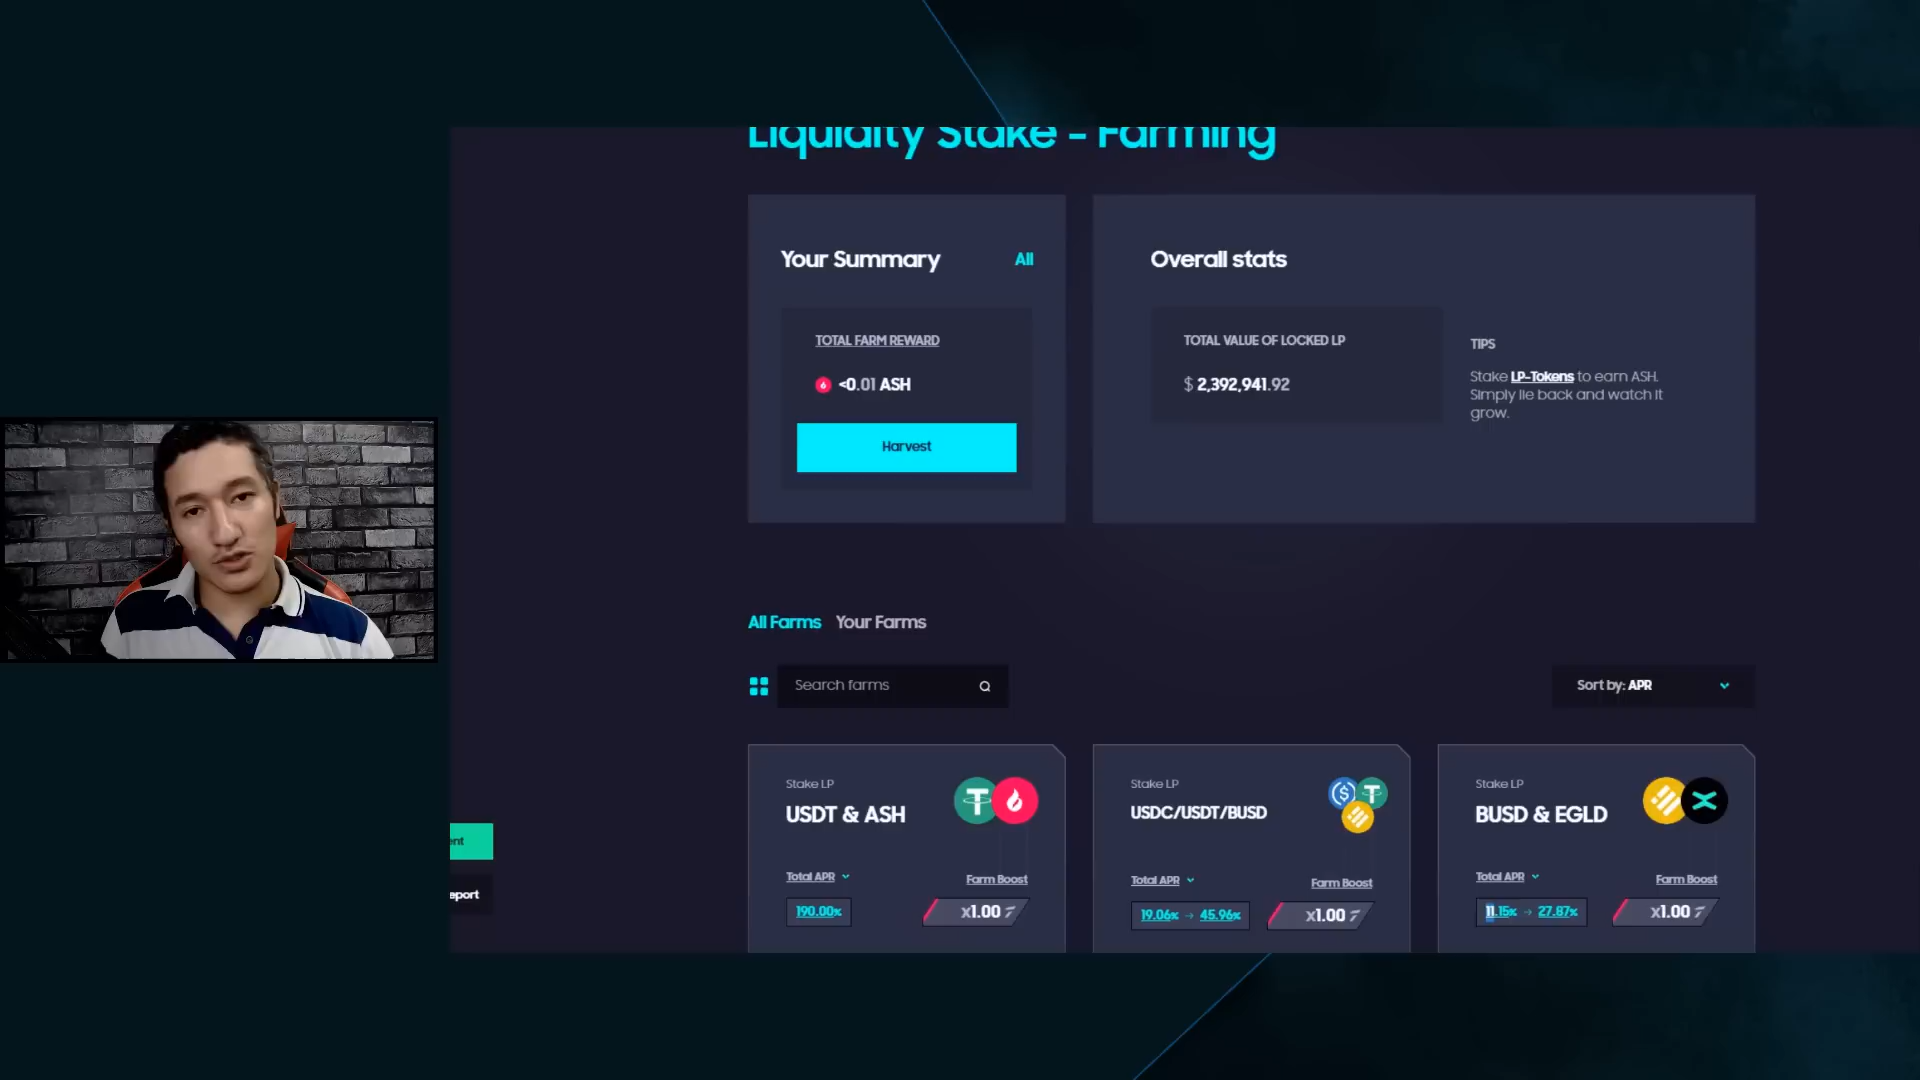 Liquidity Stake - Farming
Your Summary
All
TOTAL FARM REWARD
<0.01 ASH
Harvest
Overall stats
TOTAL VALUE OF LOCKED LP
$ 2,392,941.92
TIPS
Stake LP-Tokens to earn ASH.
Simply lie back and watch it
grow.
All Farms Your Farms
Search farms
Sort by: APR
Stake LP
USDT & ASH
Total APR
Farm Boost
190.00%
x1.00
Stake LP
USDC/USDT/BUSD
Total APR
Farm Boost
19.06% → 45.96%
x1.00
Stake LP
BUSD & EGLD
Total APR
Farm Boost
11.15% → 27.87%
x1.00
ent
eport